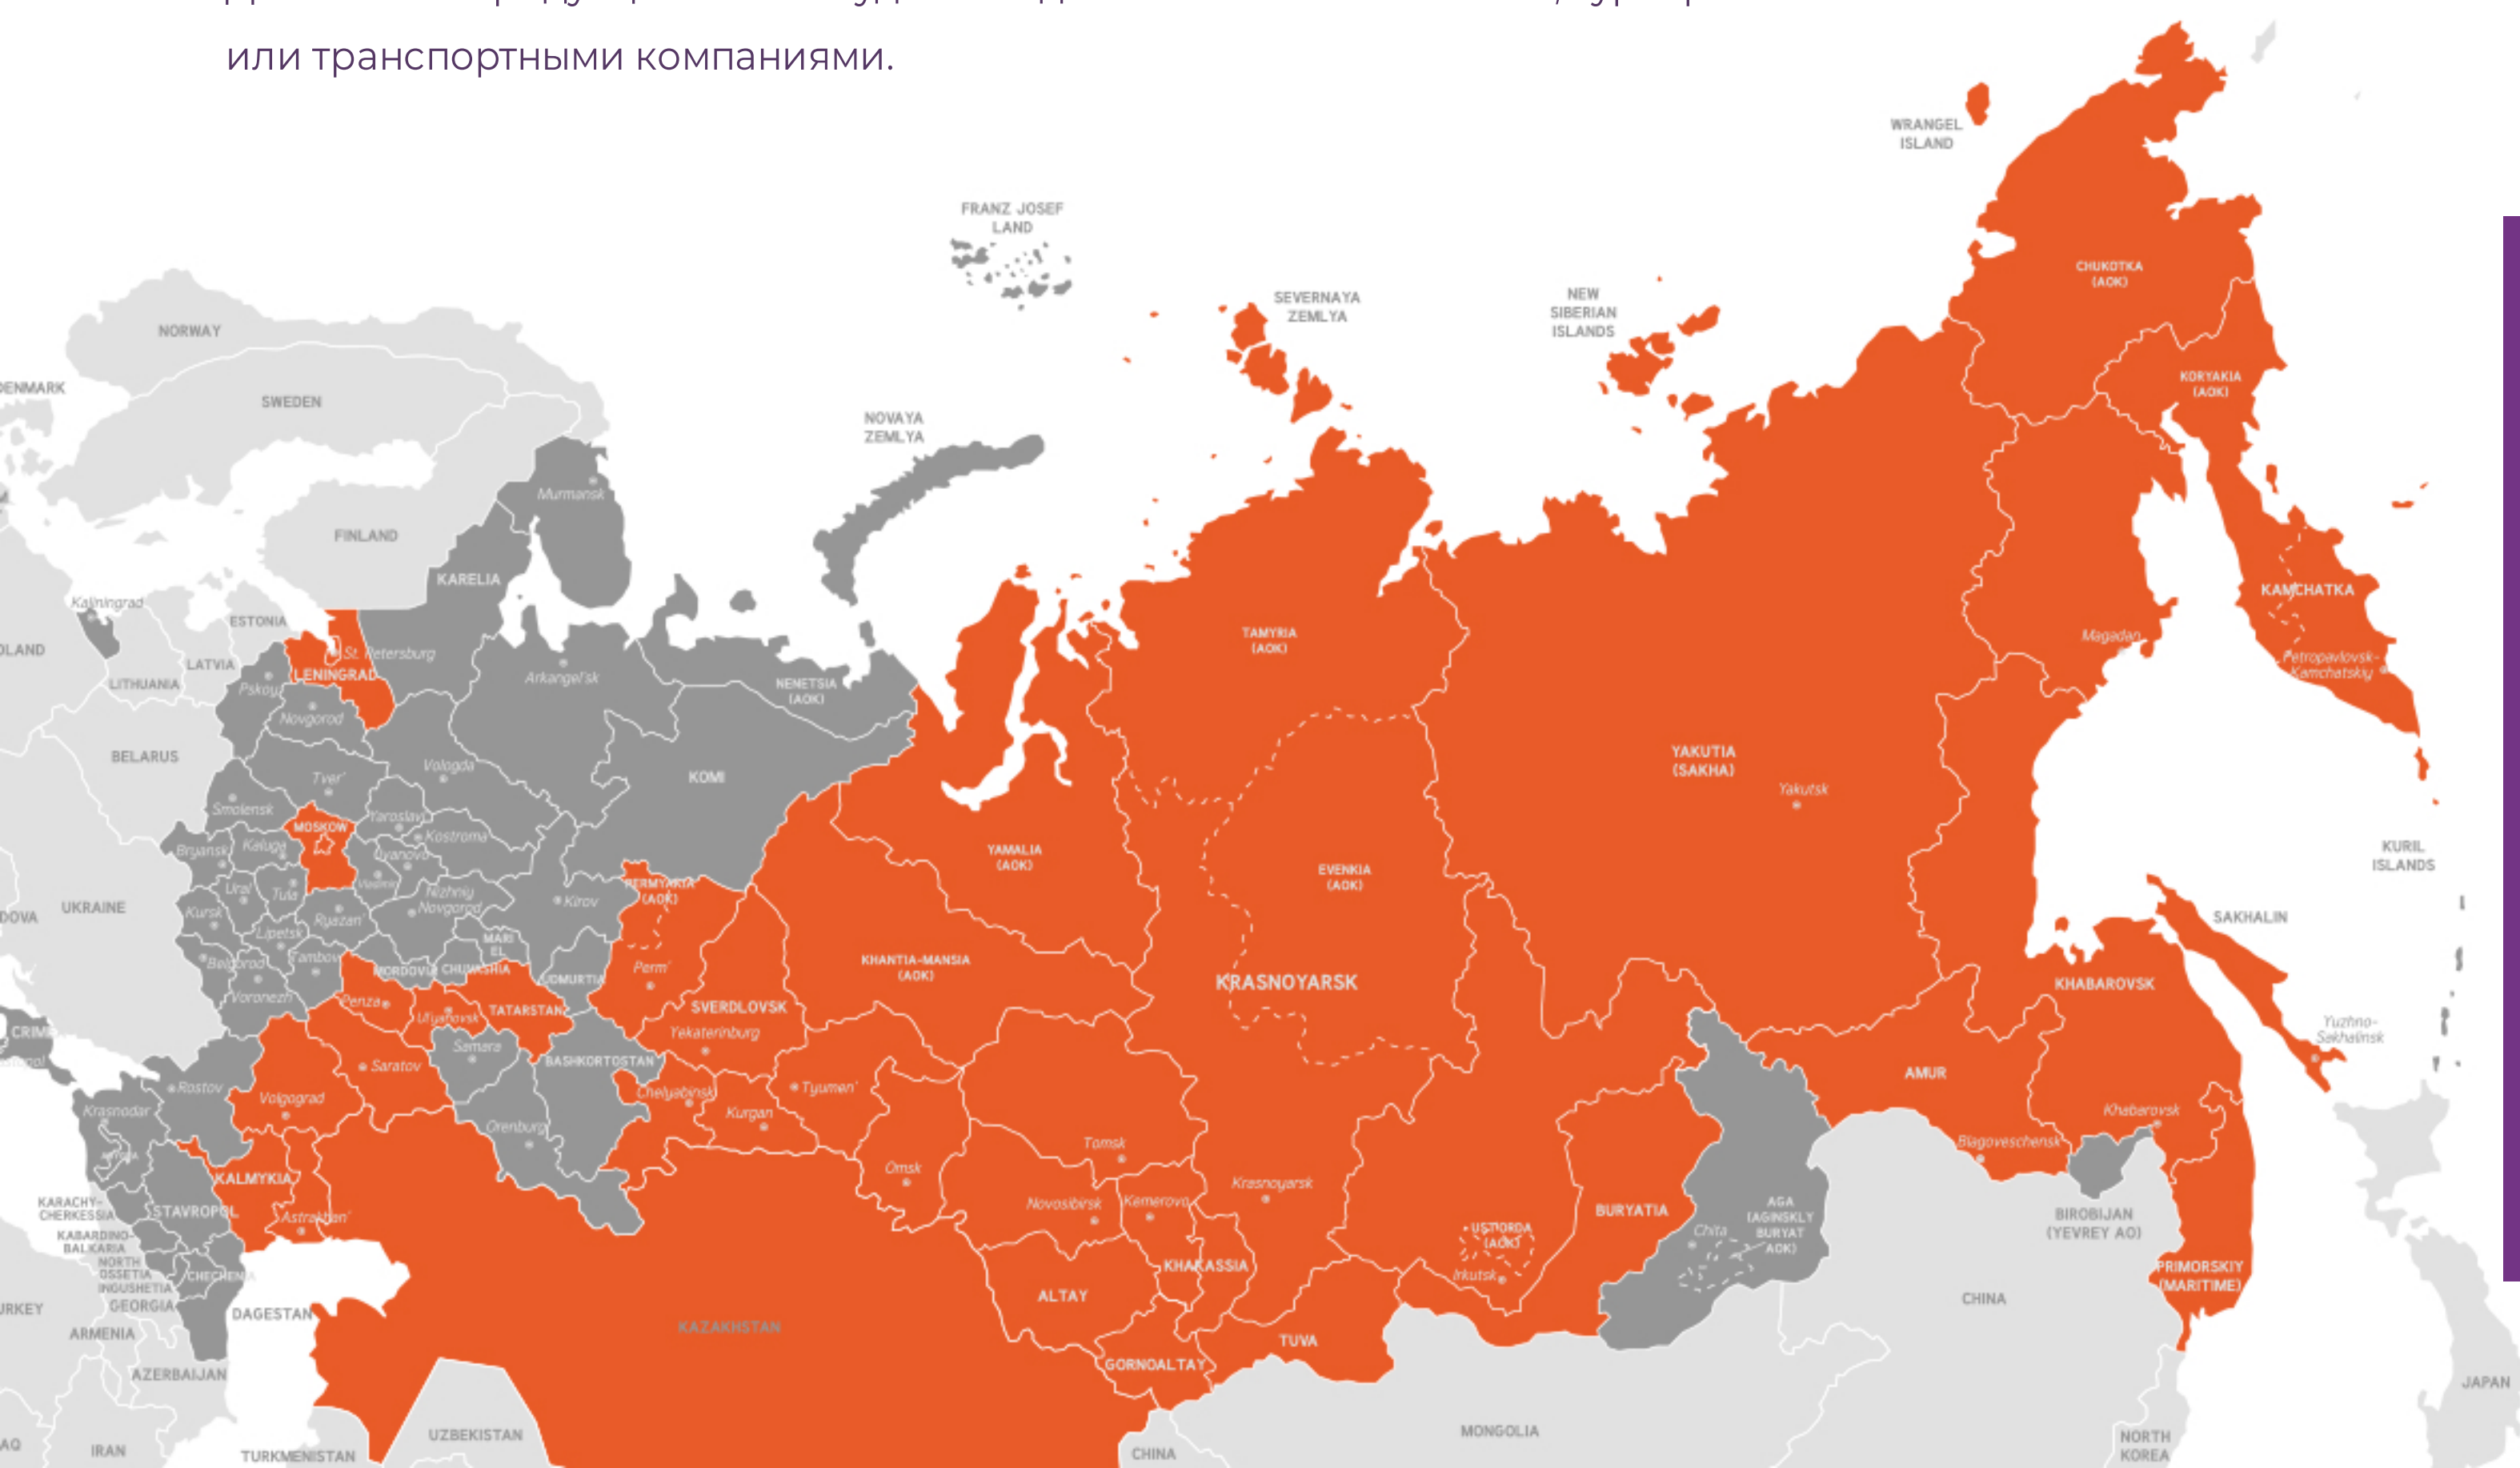 или транспортными компаниями.
WRANGEL
ISLAND
FRANZ JOSEF
LAND
CHUKOTKA
(AOK)
SEVERNAYA
ZEMLYA
NEW
SIBERIAN
ISLANDS
NORWAY
KORYAKIA
(AOK)
DENMARK
SWEDEN
NOVAYA
ZEMLYA
Murmansk
FINLAND
KARELIA
KAMCHATKA
Kaliningrad
ESTONIA
TAMYRIA
(AOK)
Magadan
St. Petersburg
LENINGRAD
LATVIA
Arkangel'sk
Petropavlovsk-
Kamchatskiy
LITHUANIA
Pskov
NENETSIA
(AOK)
Novgorod
BELARUS
YAKUTIA
(SAKHA)
Vologda
Tver'
KOMI
Yakutsk
Smolensk
MOSKOW
Yaroslavl
Kostroma
Bryansk
Kaluga
YAMALIA
(AOK)
KURIL
ISLANDS
EVENKIA
(AOK)
PERMYAKIA
(AOK)
Tula
Nizhniy
Novgorod
Kirov
UKRAINE
Kursk
Ryazan'
SAKHALIN
Lipetsk
MARI
EL
Belgorod
Tambov
MORDOVIA
CHUVASHIA
UDMURTIA
Perm'
KHANTIA-MANSIA
(AOK)
KRASNOYARSK
KHABAROVSK
Voronezh
Penza
Ul'yanovsk
TATARSTAN
SVERDLOVSK
Yekaterinburg
Yuzhno-
Sakhalinsk
Samara
BASHKORTOSTAN
Saratov
AMUR
Rostov
Volgograd
Chelyabinsk
Tyumen'
Kurgan
Krasnodar
Khabarovsk
Orenburg
Tomsk
Blagoveschensk
KALMYKIA
Omsk
Krasnoyarsk
KARACHY-
CHERKESSIA
STAVROPOL
Astrakhan'
Novosibirsk
Kemerovo
BURYATIA
AGA
(AGINSKLY
BURYAT
AOK)
BIROBIJAN
(YEVREY AO)
KABARDINO-
BALKARIA
Chita
UST'ORDA
(AOK)
NORTH
OSSETIA
INGUSHETIA
CHECHENIA
KHAKASSIA
Irkutsk
PRIMORSKIY
(MARITIME)
GEORGIA
DAGESTAN
ALTAY
CHINA
ARMENIA
KAZAKHSTAN
TUVA
AZERBAIJAN
GORNOALTAY
JAPAN
UZBEKISTAN
MONGOLIA
IRAN
TURKMENISTAN
CHINA
NORTH
KOREA